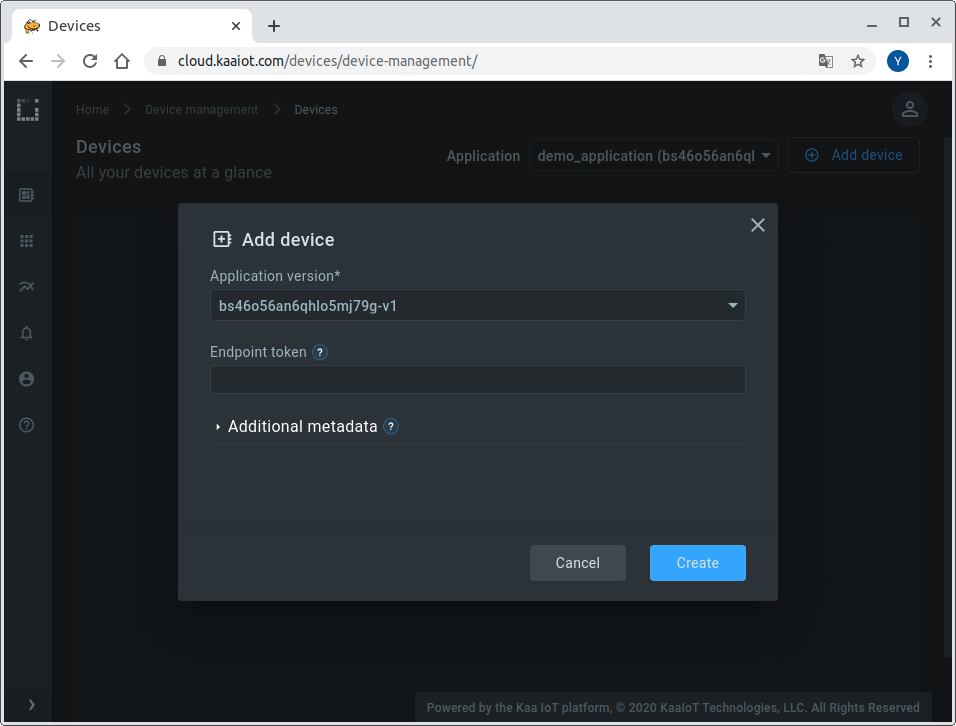 Devices
cloud.kaaiot.com/devices/device-management/
Y
Home Device management Devices
Devices
All your devices at a glance
Application demo_application (bs46o56an6ql Add device
Add device
Application version*
bs46o56an6qhlo5mj79g-v1
Endpoint token ?
Additional metadata ?
Cancel Create
Powered by the Kaa IoT platform, © 2020 KaaIoT Technologies, LLC. All Rights Reserved